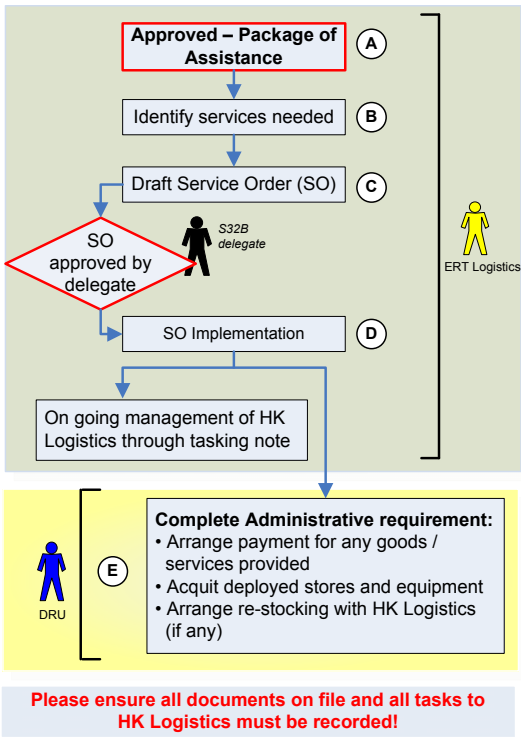 Approved – Package of
Assistance
A
Identify services needed
B
Draft Service Order (SO)
C
S32B
delegate
SO
approved by
delegate
ERT Logistics
SO Implementation
D
On going management of HK
Logistics through tasking note
Complete Administrative requirement:
• Arrange payment for any goods /
services provided
• Acquit deployed stores and equipment
• Arrange re-stocking with HK Logistics
(if any)
E
DRU
Please ensure all documents on file and all tasks to
HK Logistics must be recorded!